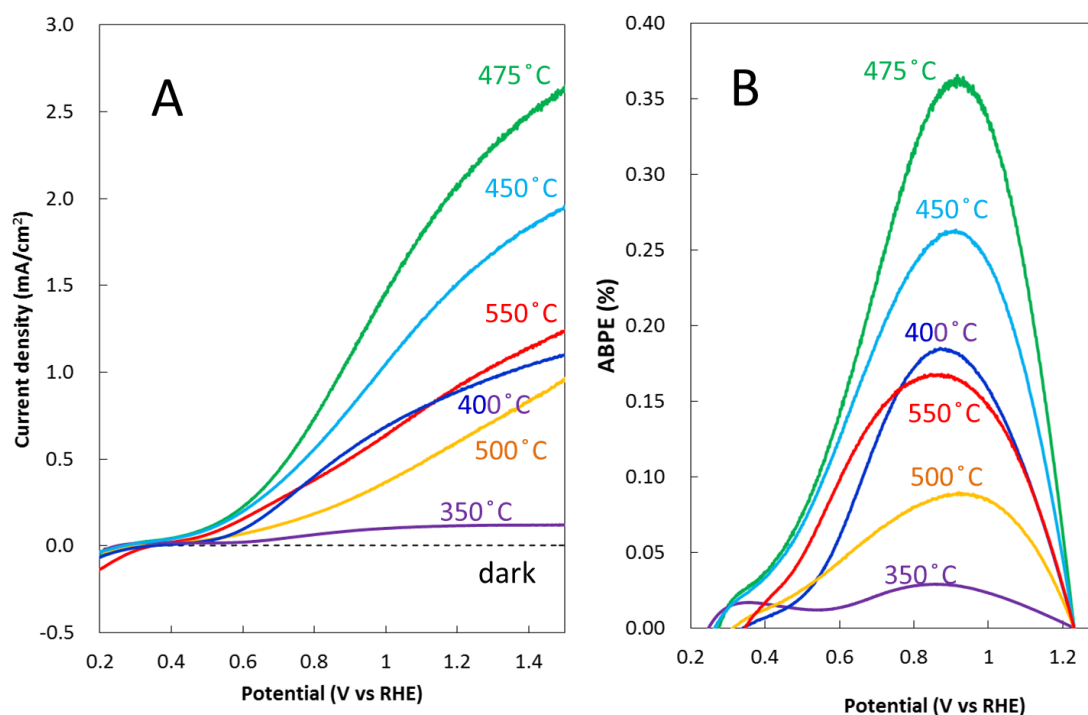 A
Current density (mA/cm²)
3.0
2.5
2.0
1.5
1.0
0.5
0.0
-0.5
475˚C
450˚C
550˚C
400˚C
500˚C
350˚C
dark
0.2 0.4 0.6 0.8 1.0 1.2 1.4
Potential (V vs RHE)
B
ABPE (%)
0.40
0.35
0.30
0.25
0.20
0.15
0.10
0.05
0.00
475˚C
450˚C
400˚C
550˚C
500˚C
350˚C
0.2 0.4 0.6 0.8 1 1.2
Potential (V vs RHE)